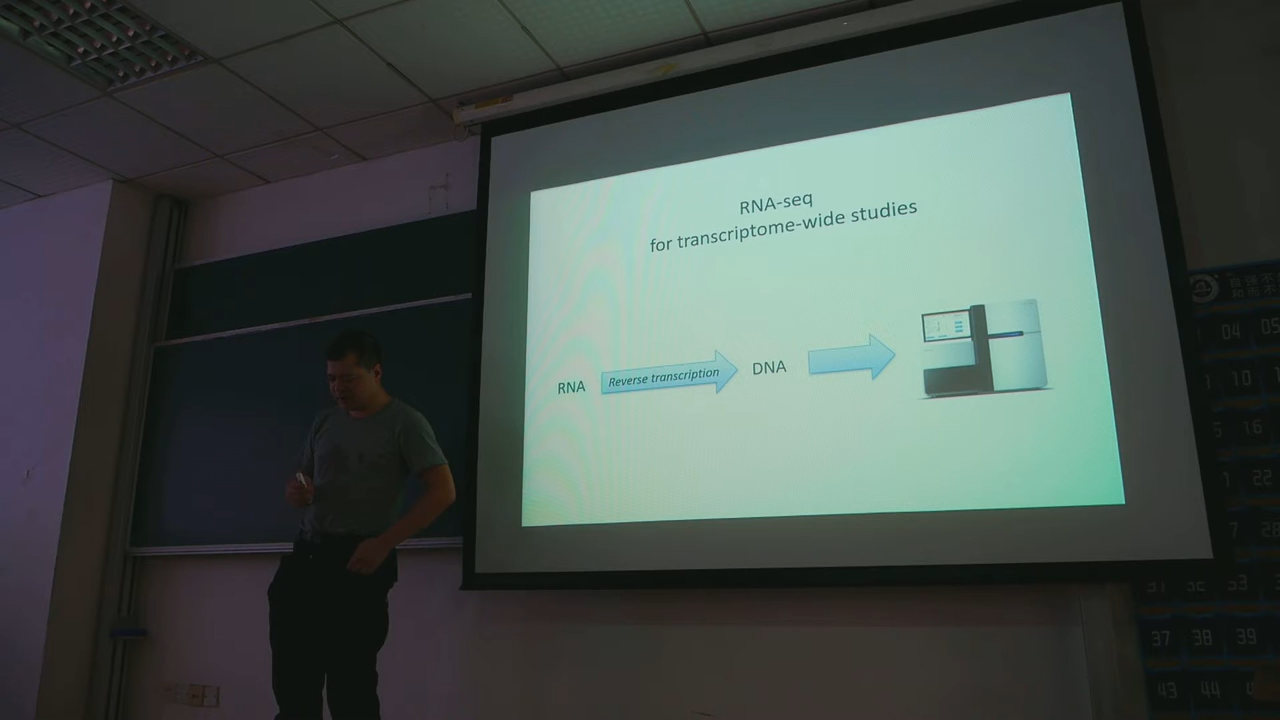 RNA-seq
for transcriptome-wide studies
RNA
Reverse transcription
DNA
04 05
10
16
22
37 38 39
43 44